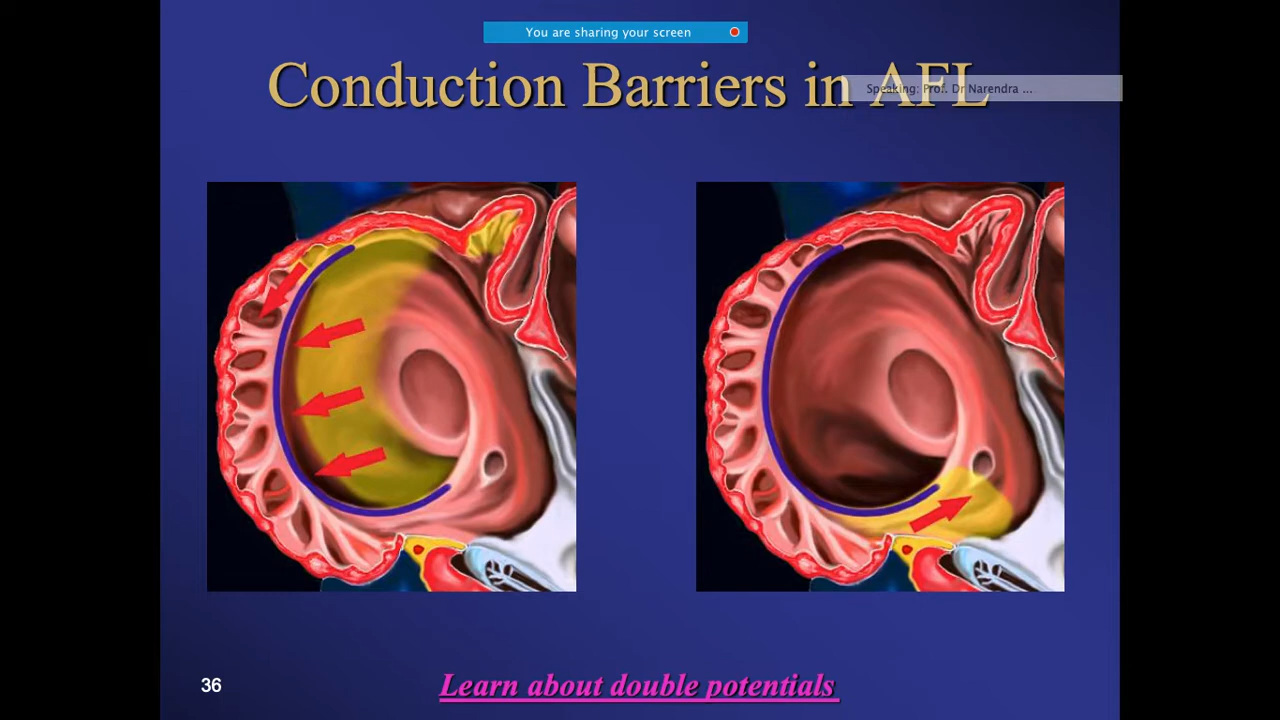 You are sharing your screen
Conduction Barriers in AFL
Speaking: Prof. Dr Narendra ...
36
Learn about double potentials